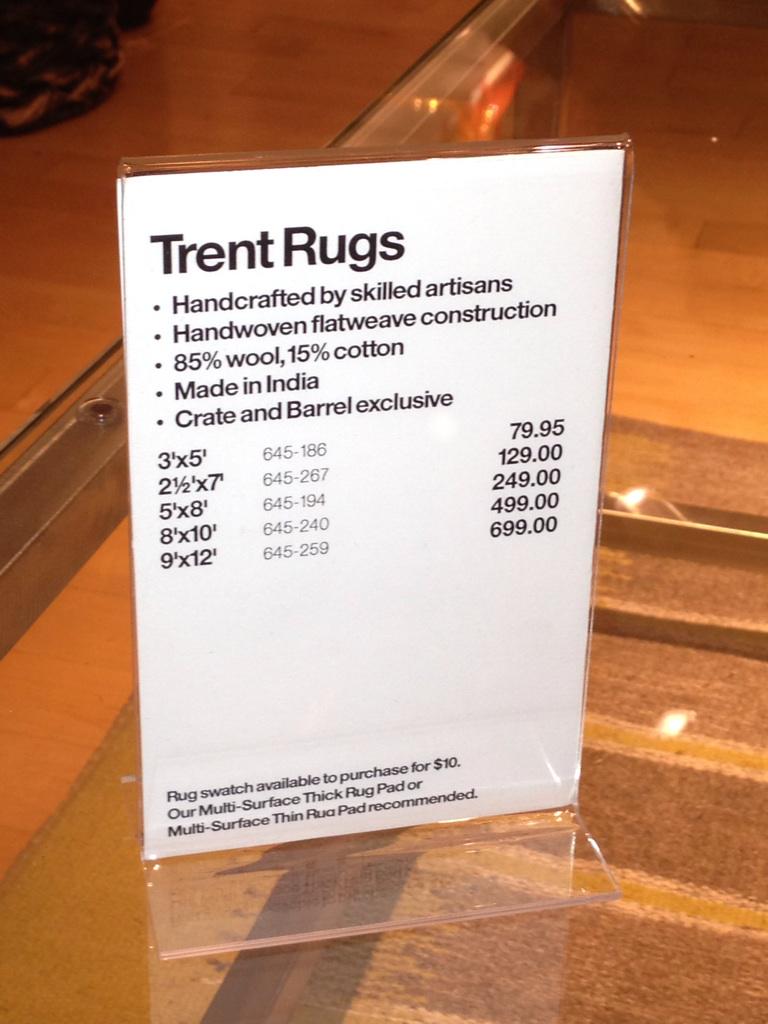 Trent Rugs
• Handcrafted by skilled artisans
• Handwoven flatweave construction
• 85% wool, 15% cotton
• Made in India
• Crate and Barrel exclusive
3'x5' 645-186 79.95
2½'x7' 645-267 129.00
5'x8' 645-194 249.00
8'x10' 645-240 499.00
9'x12' 645-259 699.00
Rug swatch available to purchase for $10.
Our Multi-Surface Thick Rug Pad or
Multi-Surface Thin Rug Pad recommended.